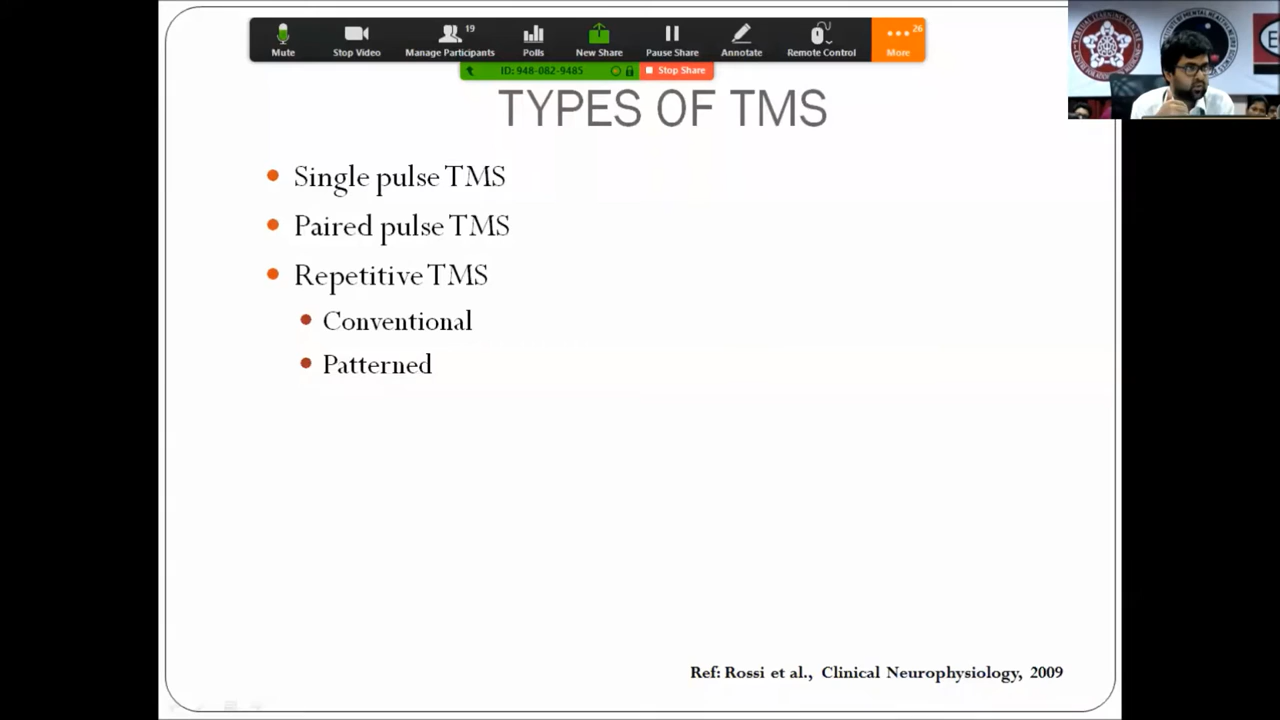 19
26
Mute
Stop Video
Manage Participants
Polls
New Share
Pause Share
Annotate
Remote Control
More
ID: 948-082-9485
Stop Share
TYPES OF TMS
Single pulse TMS
Paired pulse TMS
Repetitive TMS
Conventional
Patterned
Ref: Rossi et al., Clinical Neurophysiology, 2009